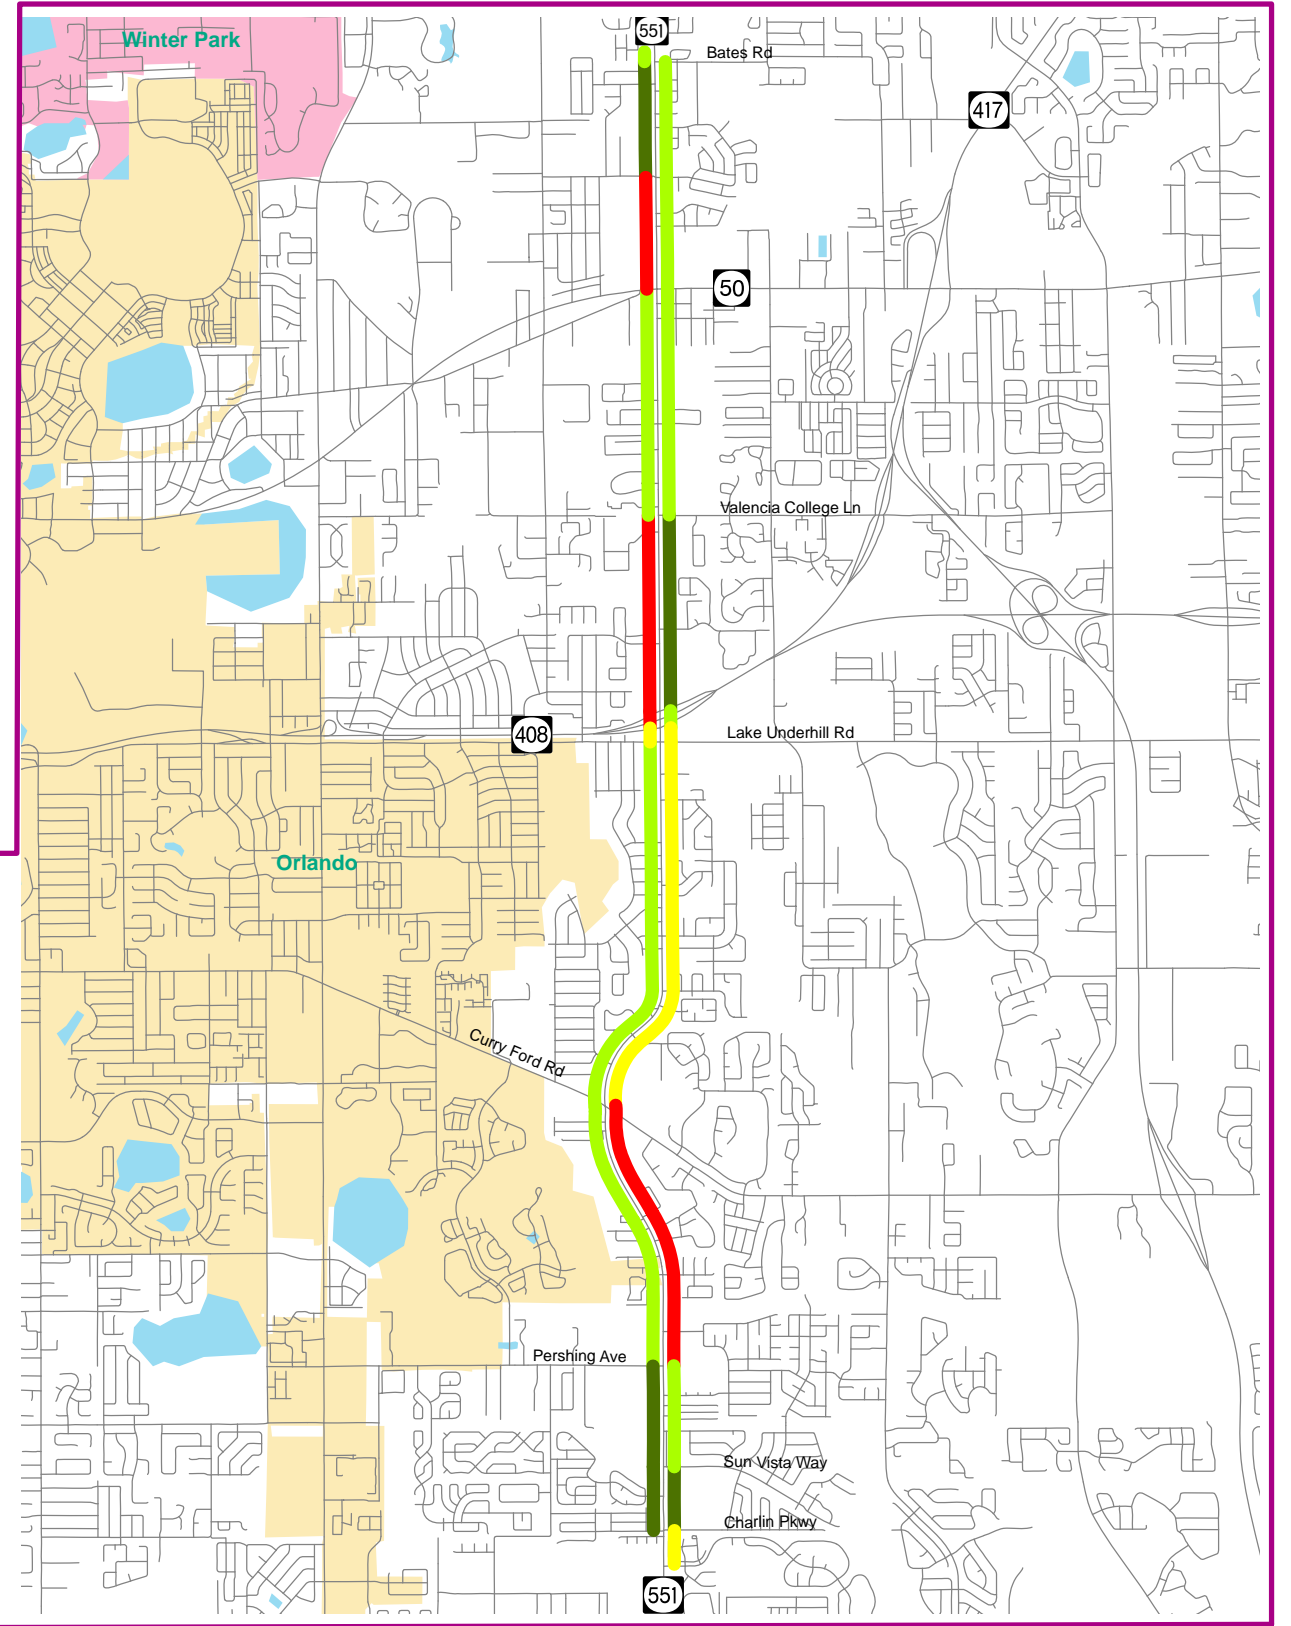 551
Winter Park
Bates Rd
417
50
Valencia College Ln
408
Lake Underhill Rd
Orlando
Curry Ford Rd
Pershing Ave
Sun Vista Way
Charlin Pkwy
551